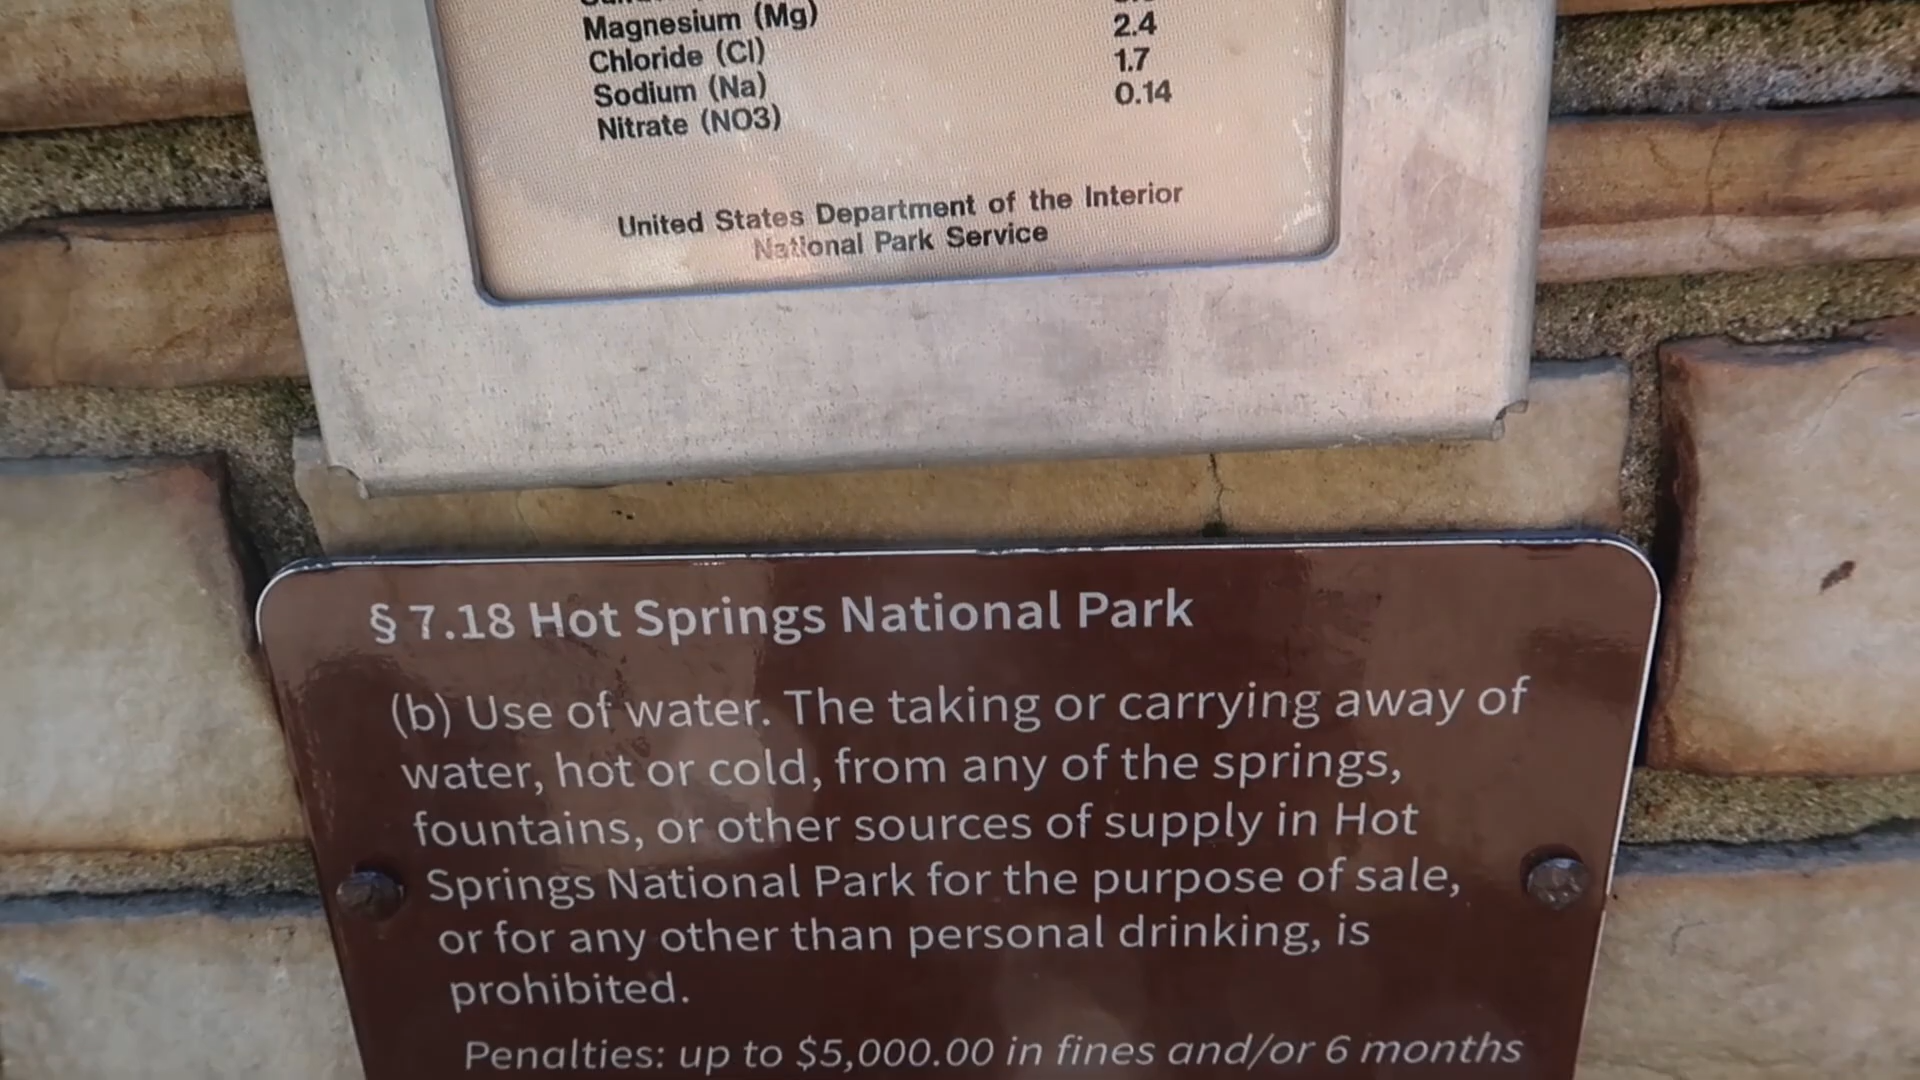 Magnesium (Mg) 2.4
Chloride (Cl) 1.7
Sodium (Na) 0.14
Nitrate (NO3)
United States Department of the Interior
National Park Service
§ 7.18 Hot Springs National Park
(b) Use of water. The taking or carrying away of
water, hot or cold, from any of the springs,
fountains, or other sources of supply in Hot
Springs National Park for the purpose of sale,
or for any other than personal drinking, is
prohibited.
Penalties: up to $5,000.00 in fines and/or 6 months